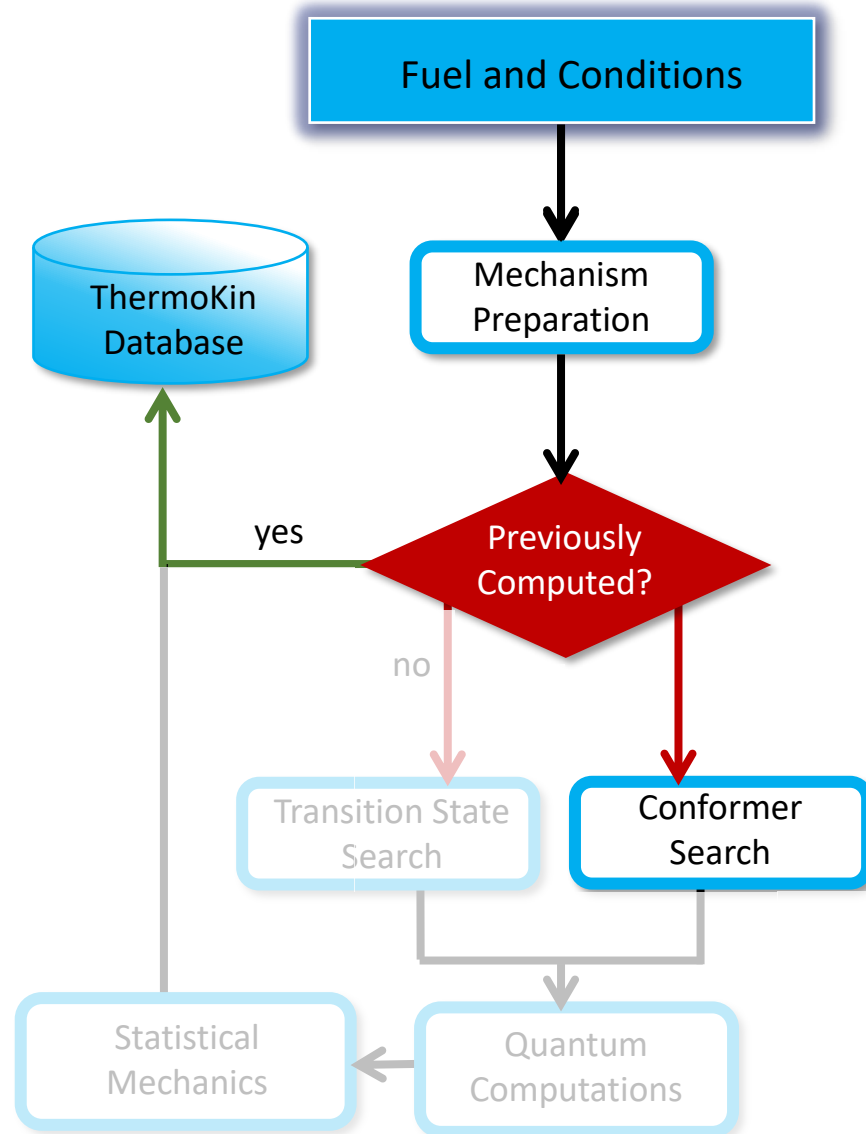 Fuel and Conditions
Mechanism
Preparation
ThermoKin
Database
yes
Previously
Computed?
no
Transition State
Search
Conformer
Search
Statistical
Mechanics
Quantum
Computations